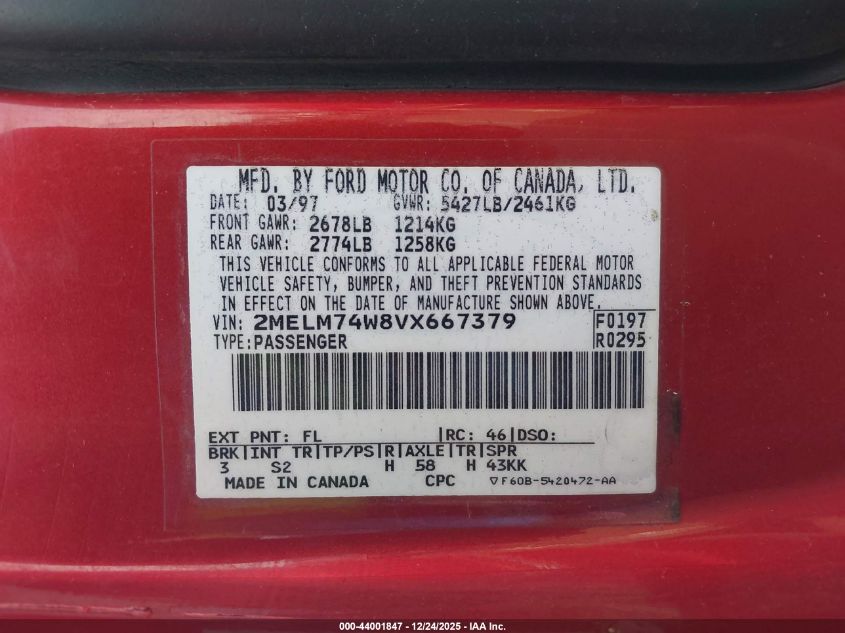 MFD. BY FORD MOTOR CO. OF CANADA, LTD.
DATE: 03/97 GVWR: 5427LB/2461KG
FRONT GAWR: 2678LB 1214KG
REAR GAWR: 2774LB 1258KG
THIS VEHICLE CONFORMS TO ALL APPLICABLE FEDERAL MOTOR
VEHICLE SAFETY, BUMPER, AND THEFT PREVENTION STANDARDS
IN EFFECT ON THE DATE OF MANUFACTURE SHOWN ABOVE.
VIN: 2MELM74W8VX667379 F0197
TYPE: PASSENGER R0295
EXT PNT: FL |RC: 46|DSO:
BRK|INT TR|TP/PS|R|AXLE|TR|SPR
3 S2 H 58 H 43KK
MADE IN CANADA CPC ▽F60B-5420472-AA
000-44001847 - 12/24/2025 - IAA Inc.